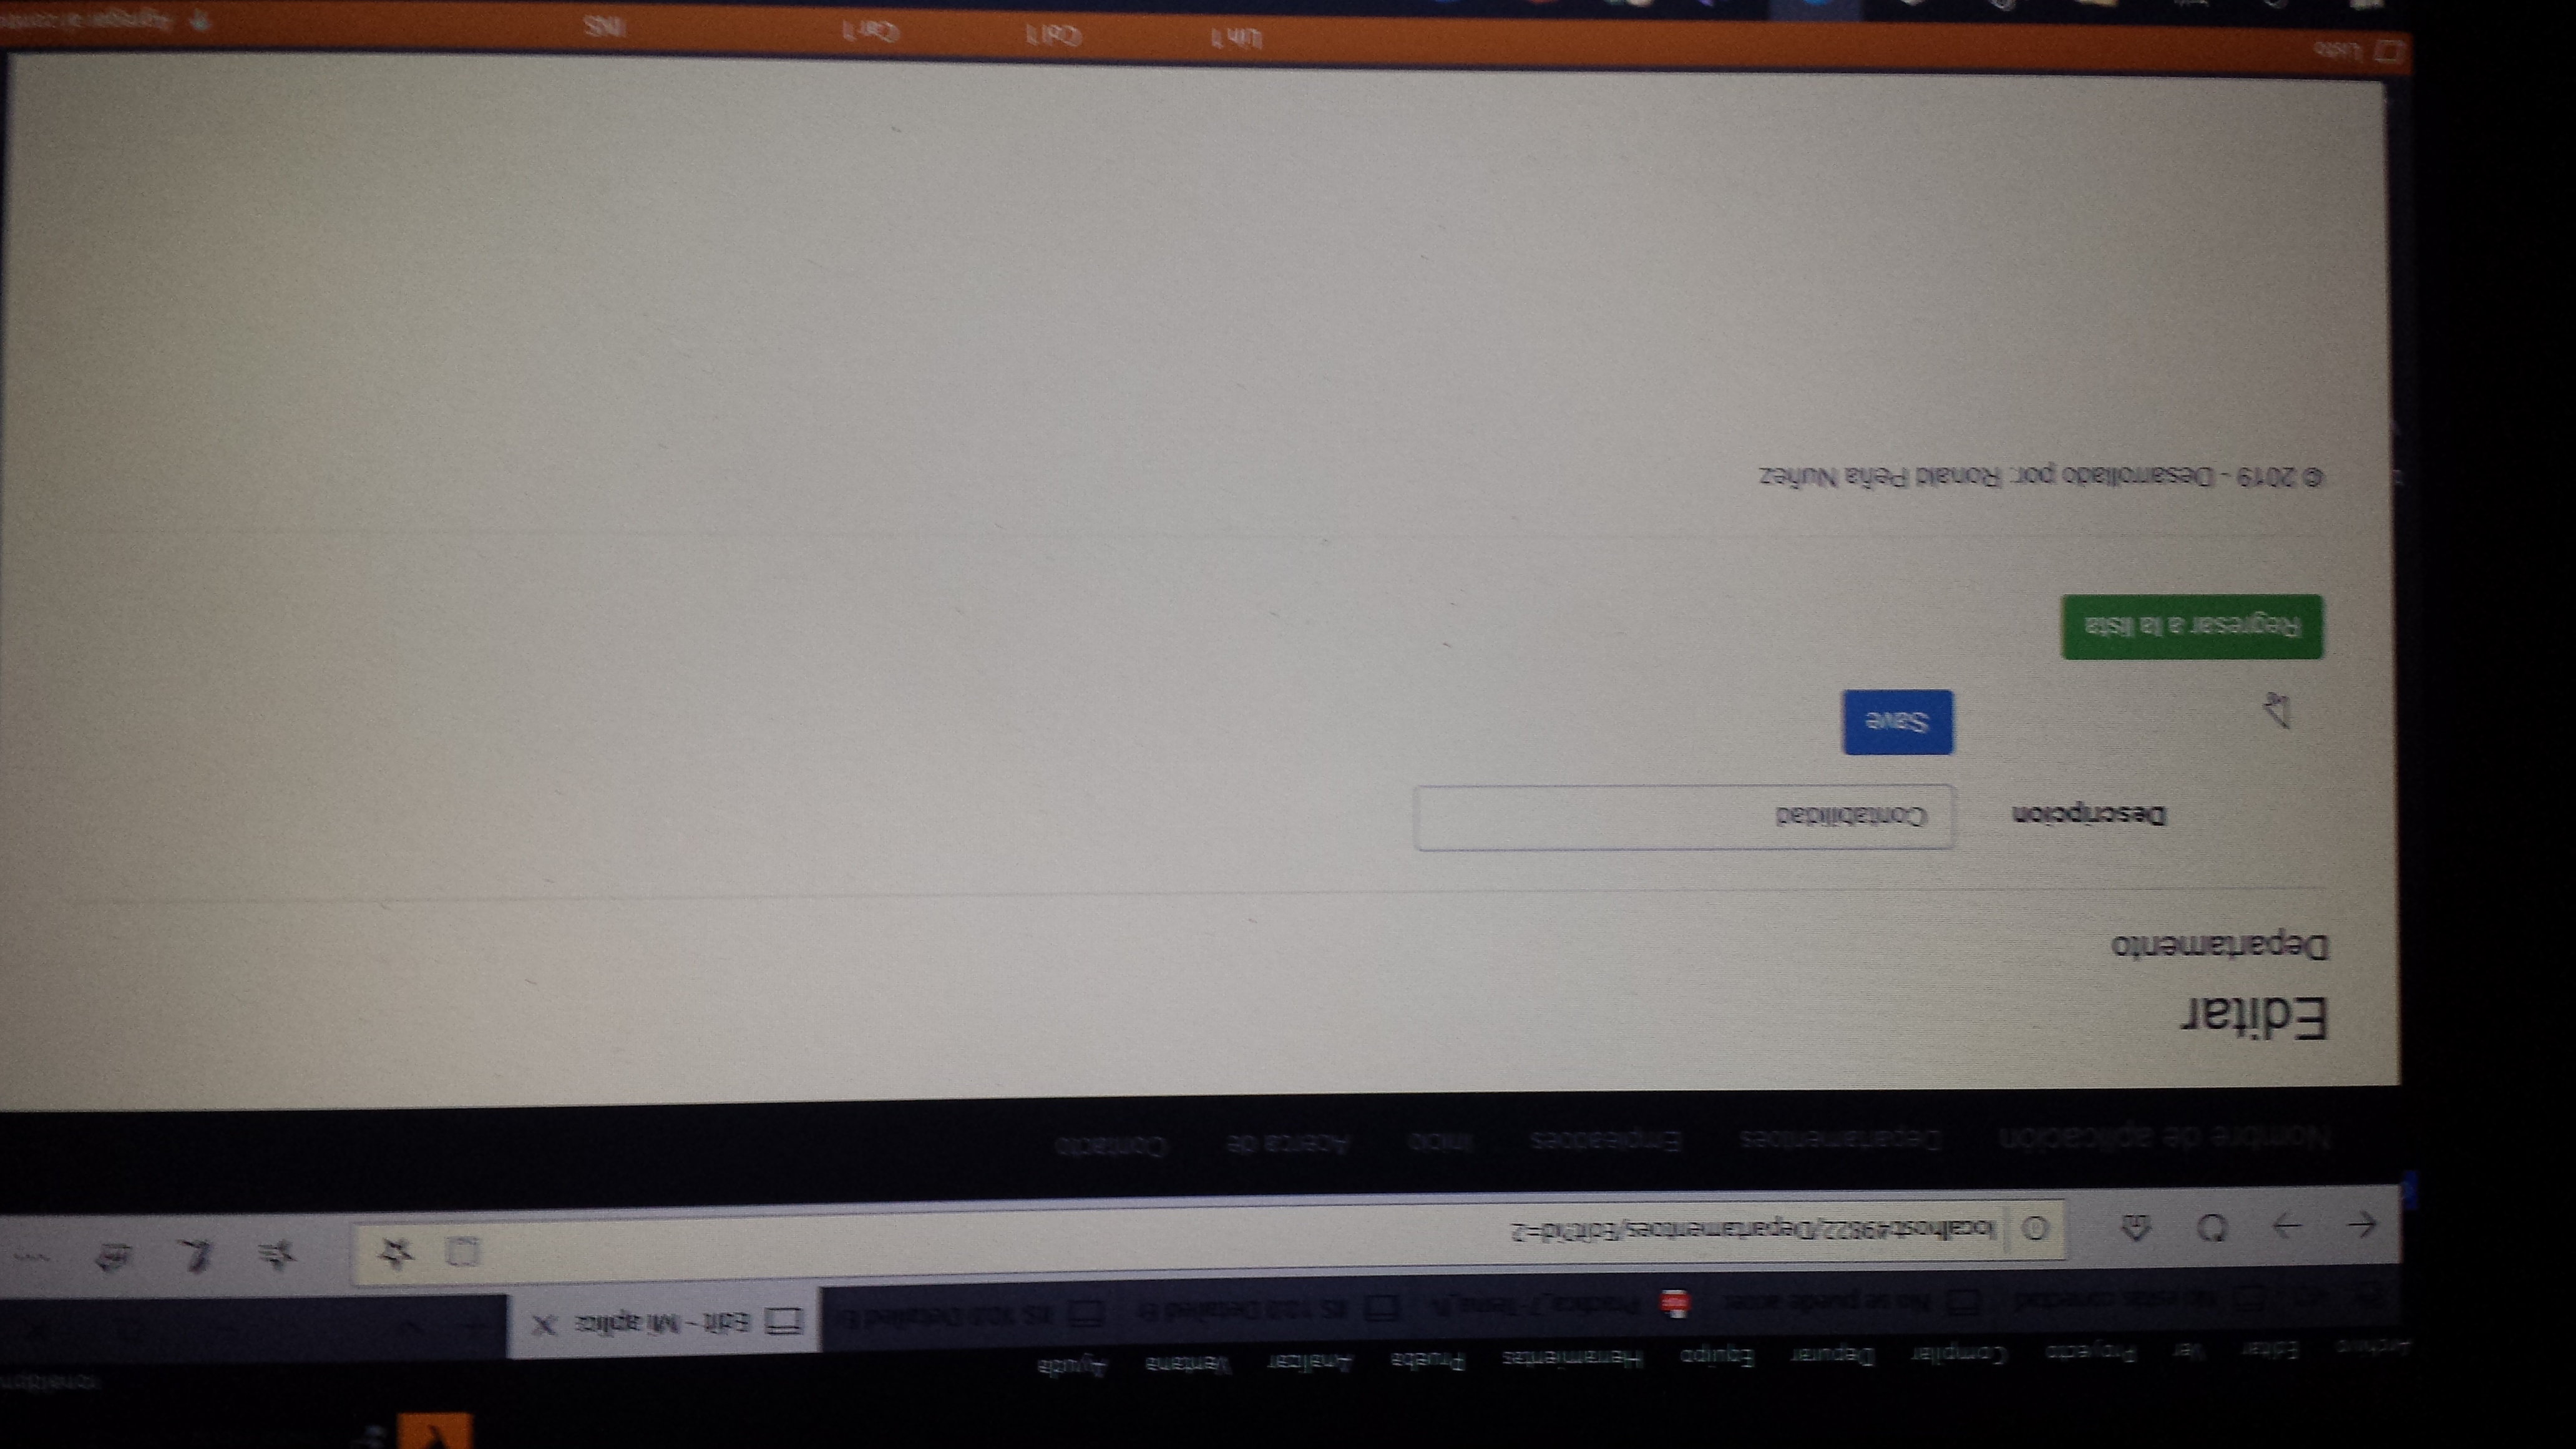 Archivo Editar Ver Proyecto Compilar Depurar Equipo Herramientas Prueba Analizar Ventana Ayuda
No estás conectad No se puede acce IIS 10.0 Detailed Er IIS 10.0 Detailed E Edit - Mi aplica
localhost:49822/Departamentoes/Edit?id=2
Nombre de aplicación Departamentoes Empleadoes Inicio Acerca de Contacto
Editar
Departamento
Descripcion Contabilidad
Save
Regresar a la lista
© 2019 - Desarrollado por: Ronald Peña Nuñez
Listo Lín 1 Col 1 Car 1 INS